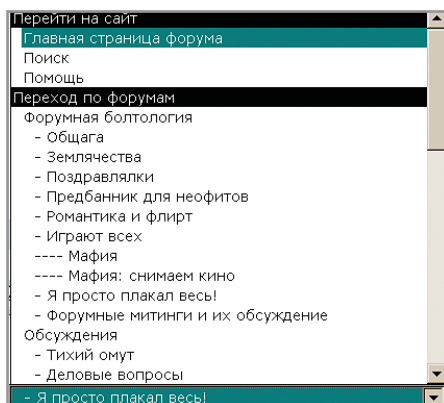 Перейти на сайт
Главная страница форума
Поиск
Помощь
Переход по форумам
Форумная болтология
- Общага
- Землячества
- Поздравлялки
- Предбанник для неофитов
- Романтика и флирт
- Играют всех
---- Мафия
---- Мафия: снимаем кино
- Я просто плакал весь!
- Форумные митинги и их обсуждение
Обсуждения
- Тихий омут
- Деловые вопросы
- Я просто плакал весь!